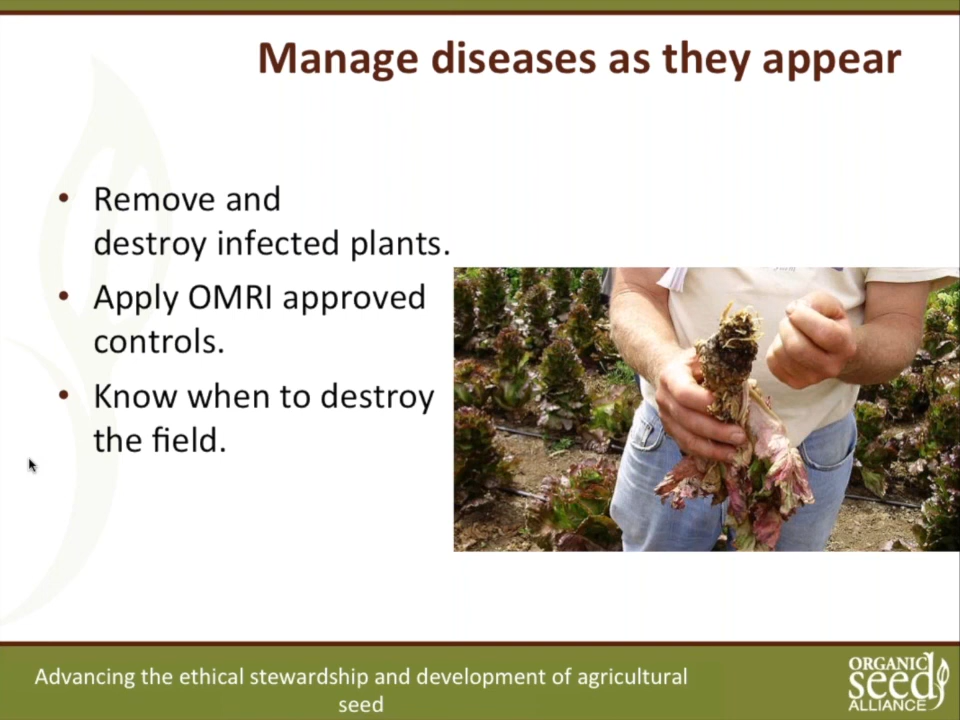 Manage diseases as they appear
• Remove and
destroy infected plants.
• Apply OMRI approved
controls.
• Know when to destroy
the field.
Advancing the ethical stewardship and development of agricultural
seed
ORGANIC
seed
ALLIANCE